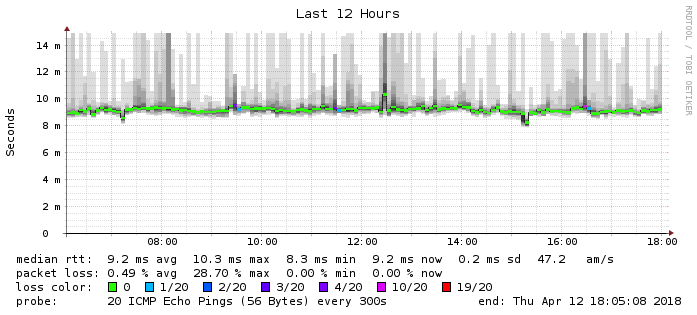 Last 12 Hours
RRDTOOL / TOBI OETIKER
Seconds
14 m
12 m
10 m
8 m
6 m
4 m
2 m
0
08:00 10:00 12:00 14:00 16:00 18:00
median rtt: 9.2 ms avg 10.3 ms max 8.3 ms min 9.2 ms now 0.2 ms sd 47.2 am/s
packet loss: 0.49 % avg 28.70 % max 0.00 % min 0.00 % now
loss color: 0 1/20 2/20 3/20 4/20 10/20 19/20
probe: 20 ICMP Echo Pings (56 Bytes) every 300s end: Thu Apr 12 18:05:08 2018